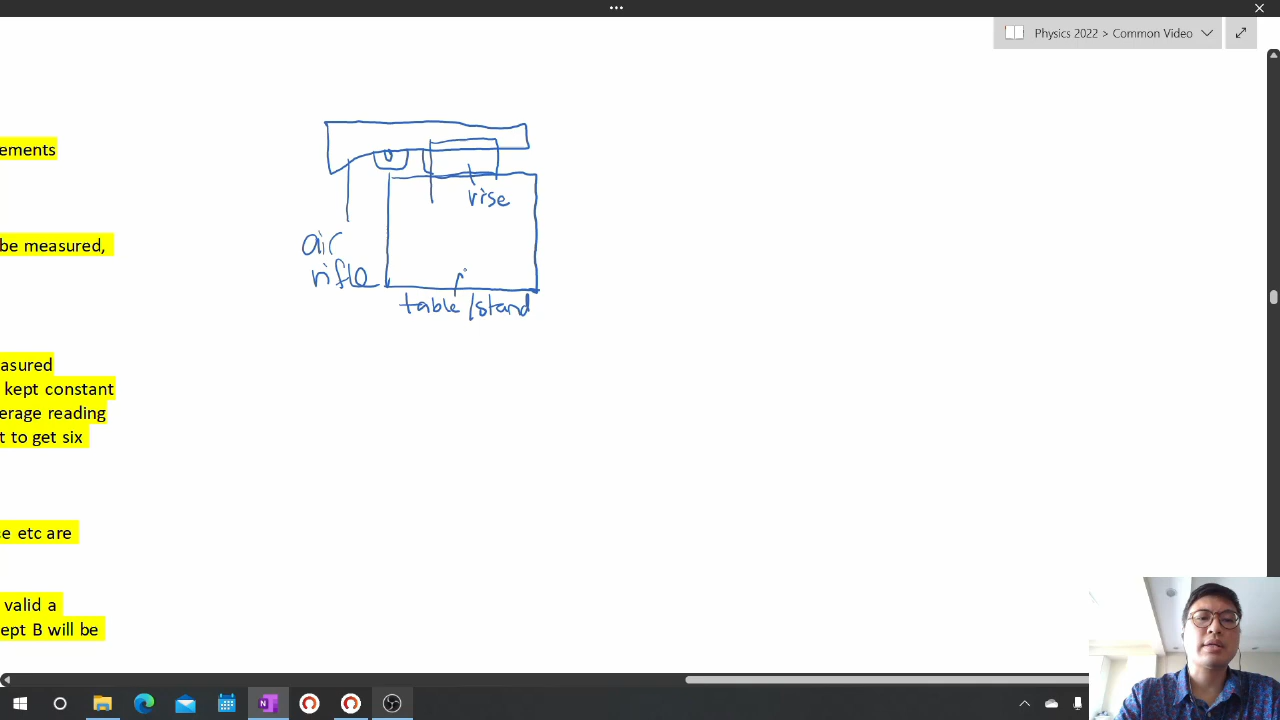 Physics 2022 > Common Video
ements
be measured,
asured
kept constant
erage reading
t to get six
e etc are
valid a
ept B will be
rise
air
rifle
table/stand